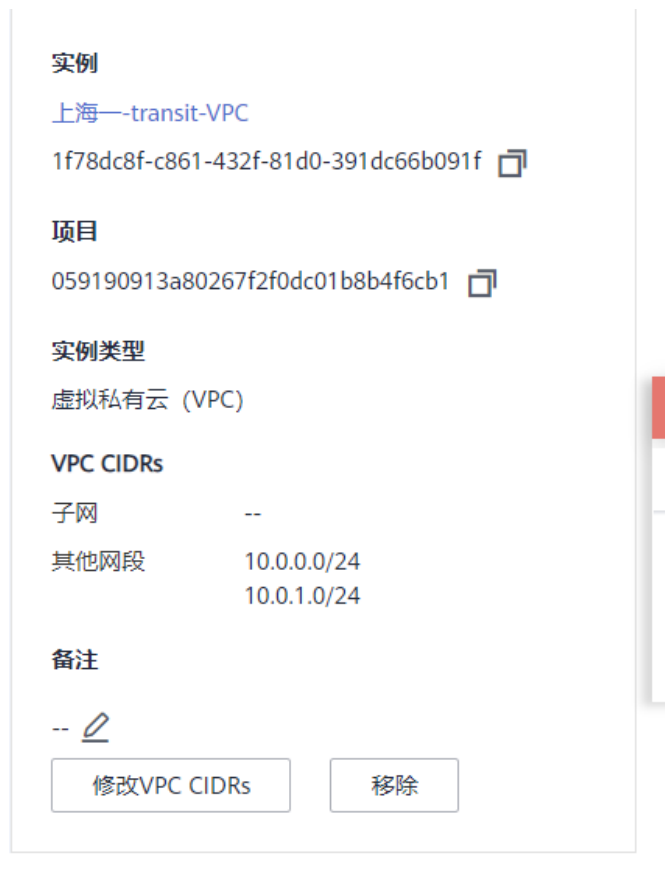 实例
上海一-transit-VPC
1f78dc8f-c861-432f-81d0-391dc66b091f
项目
059190913a80267f2f0dc01b8b4f6cb1
实例类型
虚拟私有云（VPC）
VPC CIDRs
子网 --
其他网段 10.0.0.0/24
10.0.1.0/24
备注
--
修改VPC CIDRs 移除